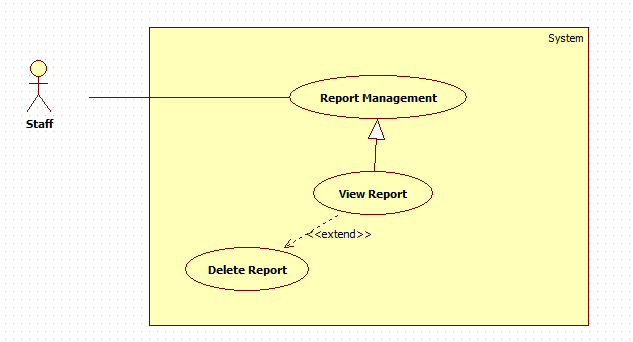 System
Staff
Report Management
View Report
<<extend>>
Delete Report